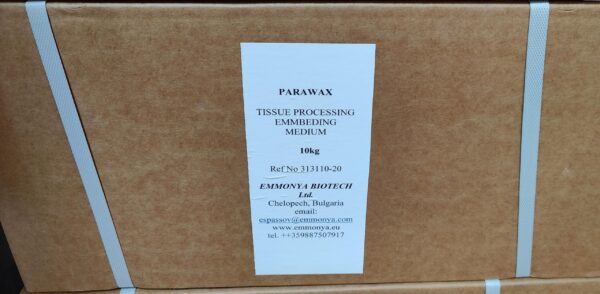 PARAWAX
TISSUE PROCESSING
EMMBEDING
MEDIUM
10kg
Ref No 313110-20
EMMONYA BIOTECH
Ltd.
Chelopech, Bulgaria
email:
espassov@emmonya.com
www.emmonya.eu
tel. ++359887507917